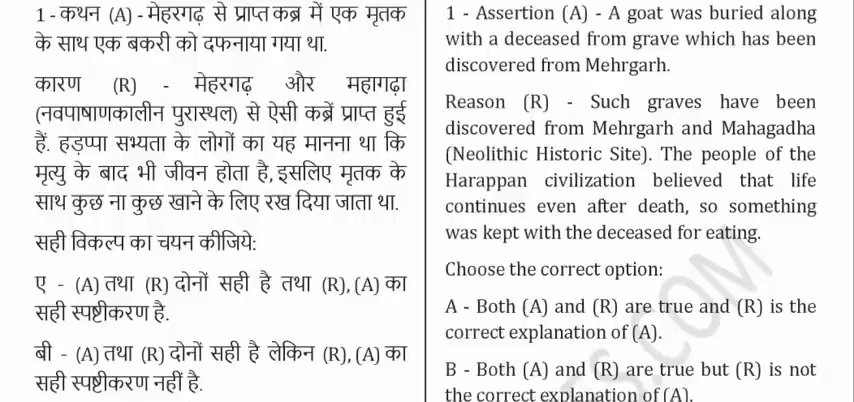 1 - कथन (A) - मेहरगढ़ से प्राप्त कब्र में एक मृतक
के साथ एक बकरी को दफनाया गया था.
कारण (R) - मेहरगढ़ और महागढ़ा
(नवपाषाणकालीन पुरास्थल) से ऐसी कब्रें प्राप्त हुई
हैं. हड़प्पा सभ्यता के लोगों का यह मानना था कि
मृत्यु के बाद भी जीवन होता है, इसलिए मृतक के
साथ कुछ ना कुछ खाने के लिए रख दिया जाता था.
सही विकल्प का चयन कीजिये:
ए - (A) तथा (R) दोनों सही है तथा (R), (A) का
सही स्पष्टीकरण है.
बी - (A) तथा (R) दोनों सही है लेकिन (R), (A) का
सही स्पष्टीकरण नहीं है.
1 - Assertion (A) - A goat was buried along
with a deceased from grave which has been
discovered from Mehrgarh.
Reason (R) - Such graves have been
discovered from Mehrgarh and Mahagadha
(Neolithic Historic Site). The people of the
Harappan civilization believed that life
continues even after death, so something
was kept with the deceased for eating.
Choose the correct option:
A - Both (A) and (R) are true and (R) is the
correct explanation of (A).
B - Both (A) and (R) are true but (R) is not
the correct explanation of (A).